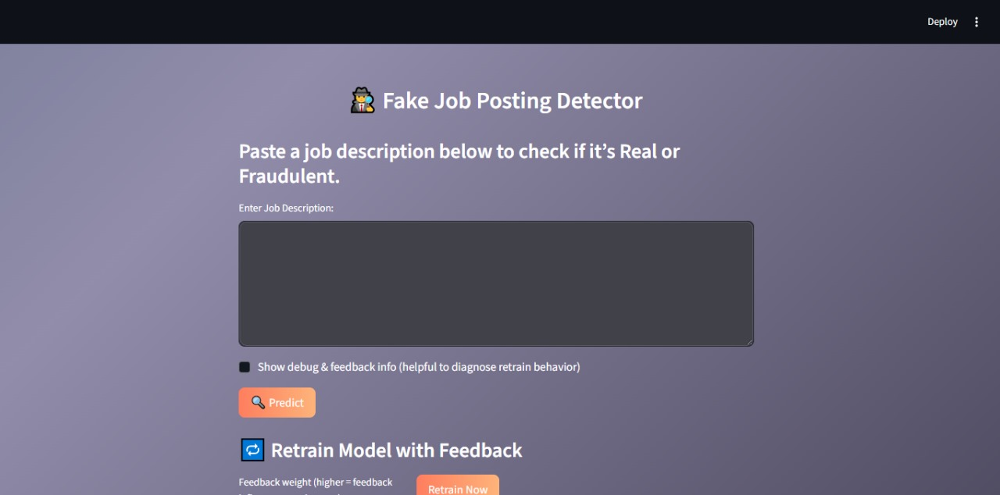 Deploy
Fake Job Posting Detector
Paste a job description below to check if it’s Real or
Fraudulent.
Enter Job Description:
Show debug & feedback info (helpful to diagnose retrain behavior)
Predict
Retrain Model with Feedback
Feedback weight (higher = feedback
Retrain Now